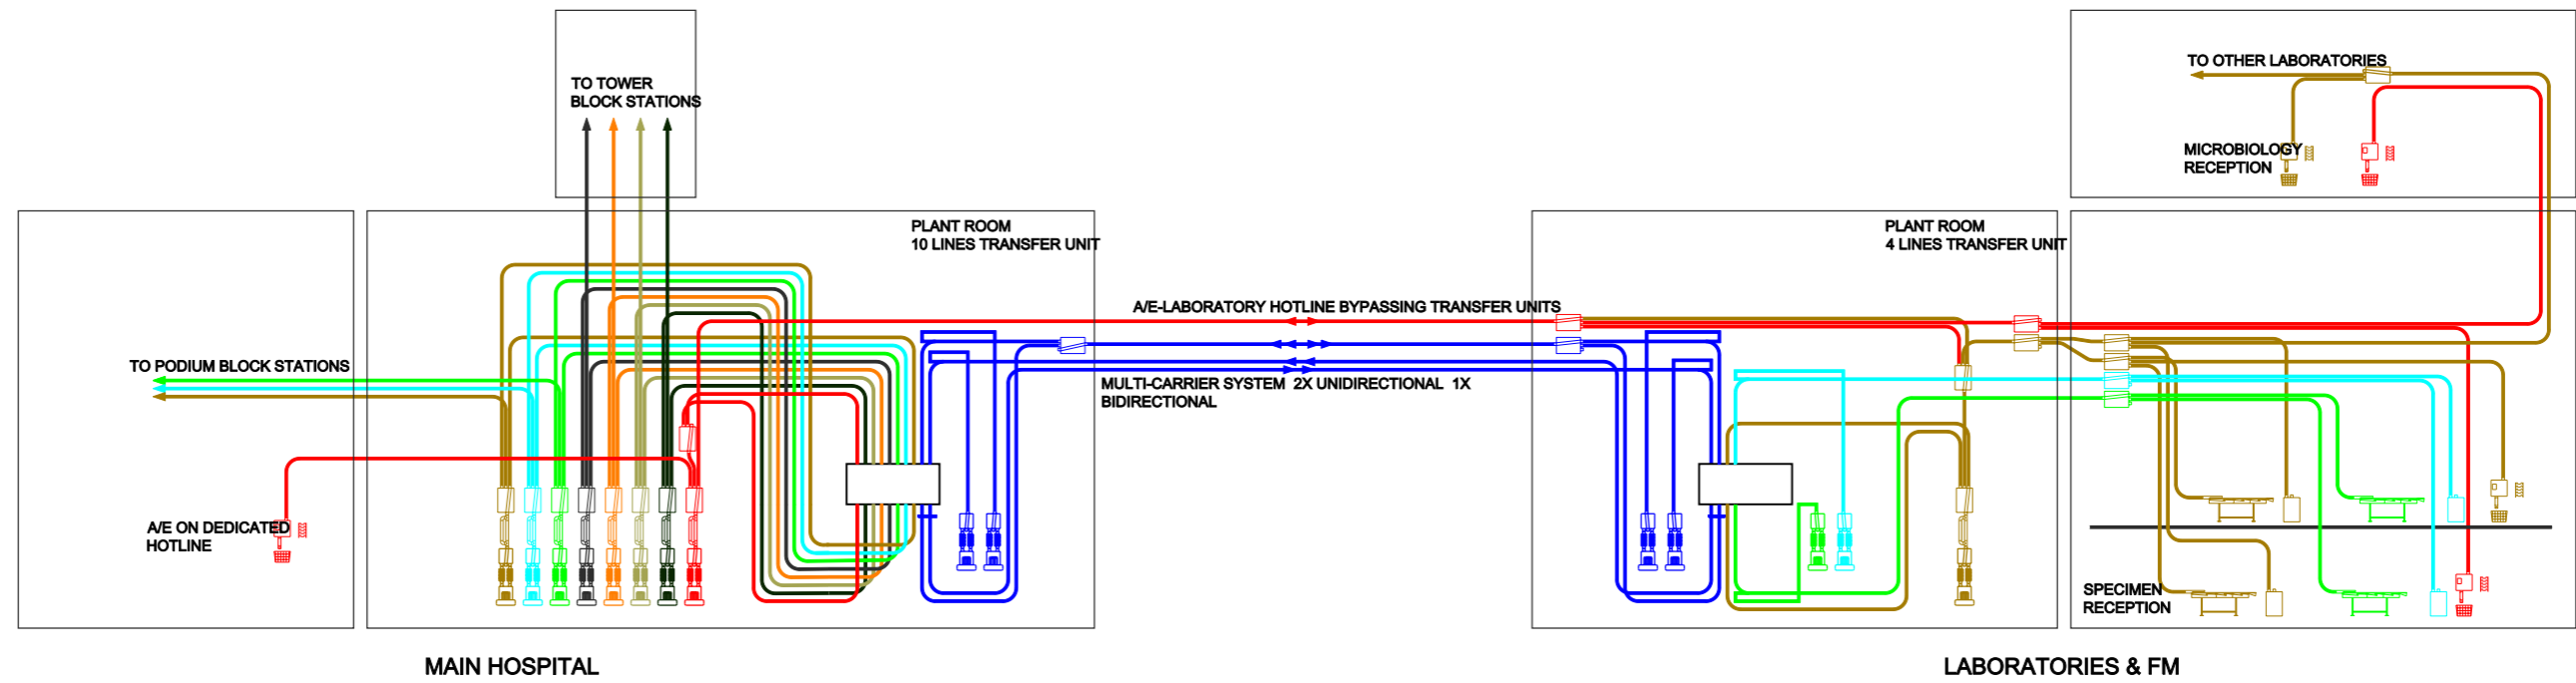 TO TOWER
BLOCK STATIONS
TO OTHER LABORATORIES
MICROBIOLOGY
RECEPTION
PLANT ROOM
10 LINES TRANSFER UNIT
PLANT ROOM
4 LINES TRANSFER UNIT
A/E-LABORATORY HOTLINE BYPASSING TRANSFER UNITS
TO PODIUM BLOCK STATIONS
MULTI-CARRIER SYSTEM 2X UNIDIRECTIONAL 1X
BIDIRECTIONAL
A/E ON DEDICATED
HOTLINE
SPECIMEN
RECEPTION
MAIN HOSPITAL
LABORATORIES & FM